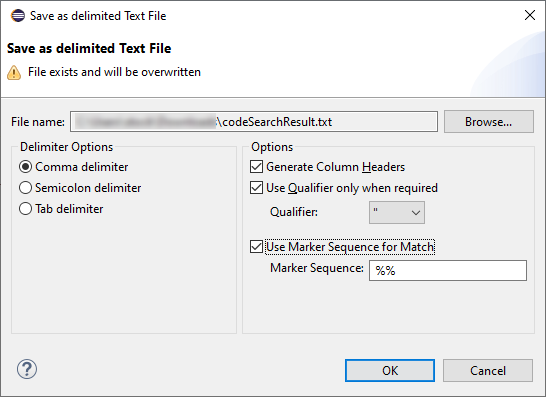 Save as delimited Text File
Save as delimited Text File
File exists and will be overwritten
File name: \codeSearchResult.txt Browse...
Delimiter Options
Comma delimiter
Semicolon delimiter
Tab delimiter
Options
Generate Column Headers
Use Qualifier only when required
Qualifier: "
Use Marker Sequence for Match
Marker Sequence: %%
? OK Cancel